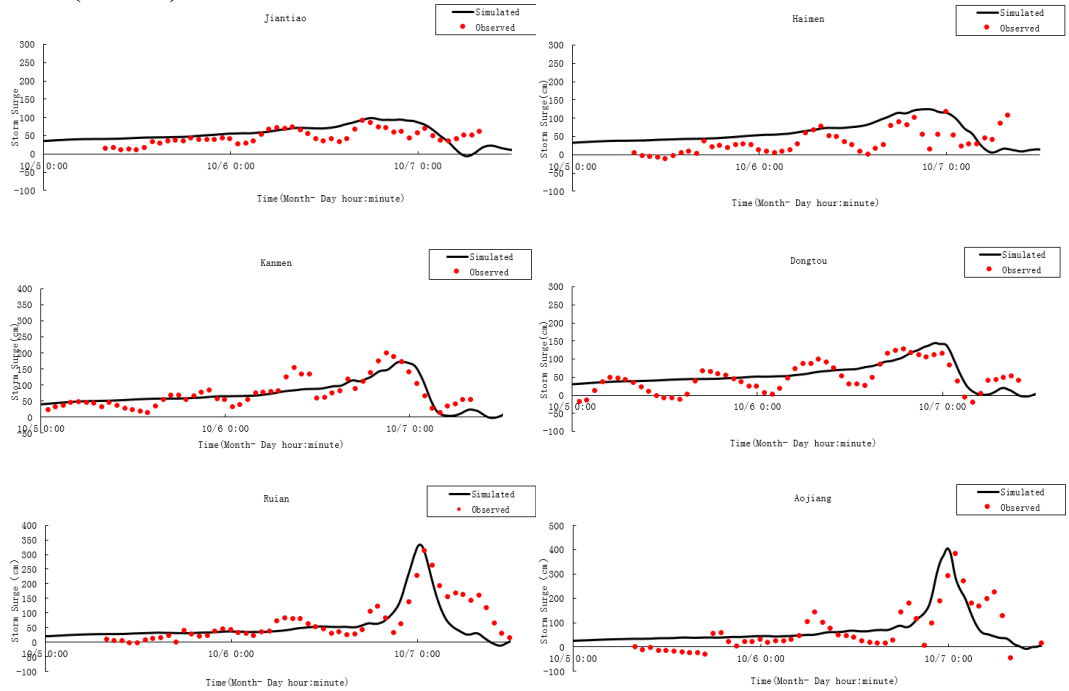 Jiantiao
Simulated
Observed
Storm Surge
300
250
200
150
100
50
0
-50
-100
10/5 0:00
10/6 0:00
10/7 0:00
Time(Month- Day hour:minute)
Haimen
Simulated
Observed
Storm Surge(cm)
300
250
200
150
100
50
0
-50
-100
10/5 0:00
10/6 0:00
10/7 0:00
Time(Month- Day hour:minute)
Kanmen
Simulated
Observed
Storm Surge(cm)
400
350
300
250
200
150
100
50
0
-50
10/5 0:00
10/6 0:00
10/7 0:00
Time(Month- Day hour:minute)
Dongtou
Simulated
Observed
Storm Surge(cm)
300
250
200
150
100
50
0
-50
-100
10/5 0:00
10/6 0:00
10/7 0:00
Time(Month- Day hour:minute)
Ruian
Simulated
Observed
Storm Surge (cm)
400
350
300
250
200
150
100
50
0
-50
-100
10/5 0:00
10/6 0:00
10/7 0:00
Time(Month- Day hour:minute)
Aojiang
Simulated
Observed
Storm Surge (cm)
500
400
300
200
100
0
-100
10/5 0:00
10/6 0:00
10/7 0:00
Time(Month- Day hour:minute)